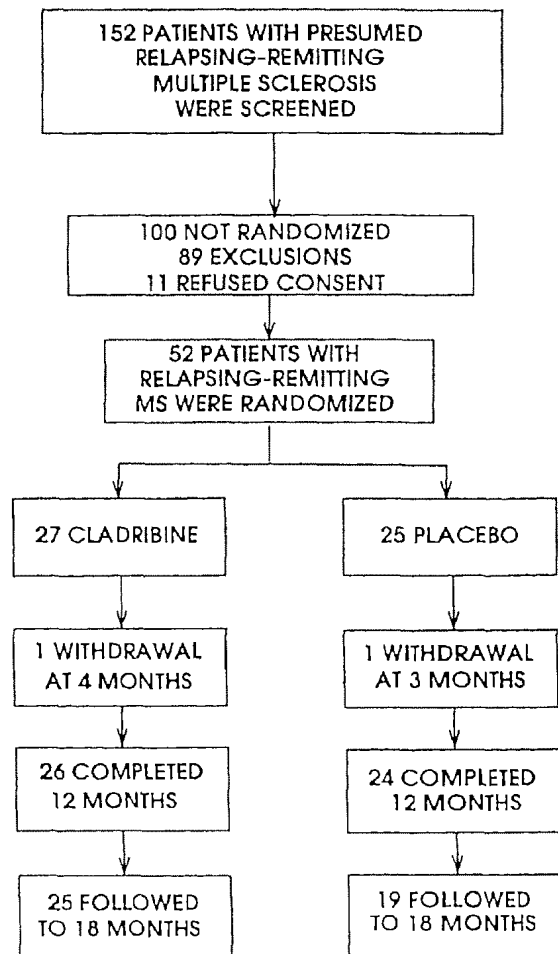 152 PATIENTS WITH PRESUMED
RELAPSING-REMITTING
MULTIPLE SCLEROSIS
WERE SCREENED
100 NOT RANDOMIZED
89 EXCLUSIONS
11 REFUSED CONSENT
52 PATIENTS WITH
RELAPSING-REMITTING
MS WERE RANDOMIZED
27 CLADRIBINE
25 PLACEBO
1 WITHDRAWAL
AT 4 MONTHS
1 WITHDRAWAL
AT 3 MONTHS
26 COMPLETED
12 MONTHS
24 COMPLETED
12 MONTHS
25 FOLLOWED
TO 18 MONTHS
19 FOLLOWED
TO 18 MONTHS